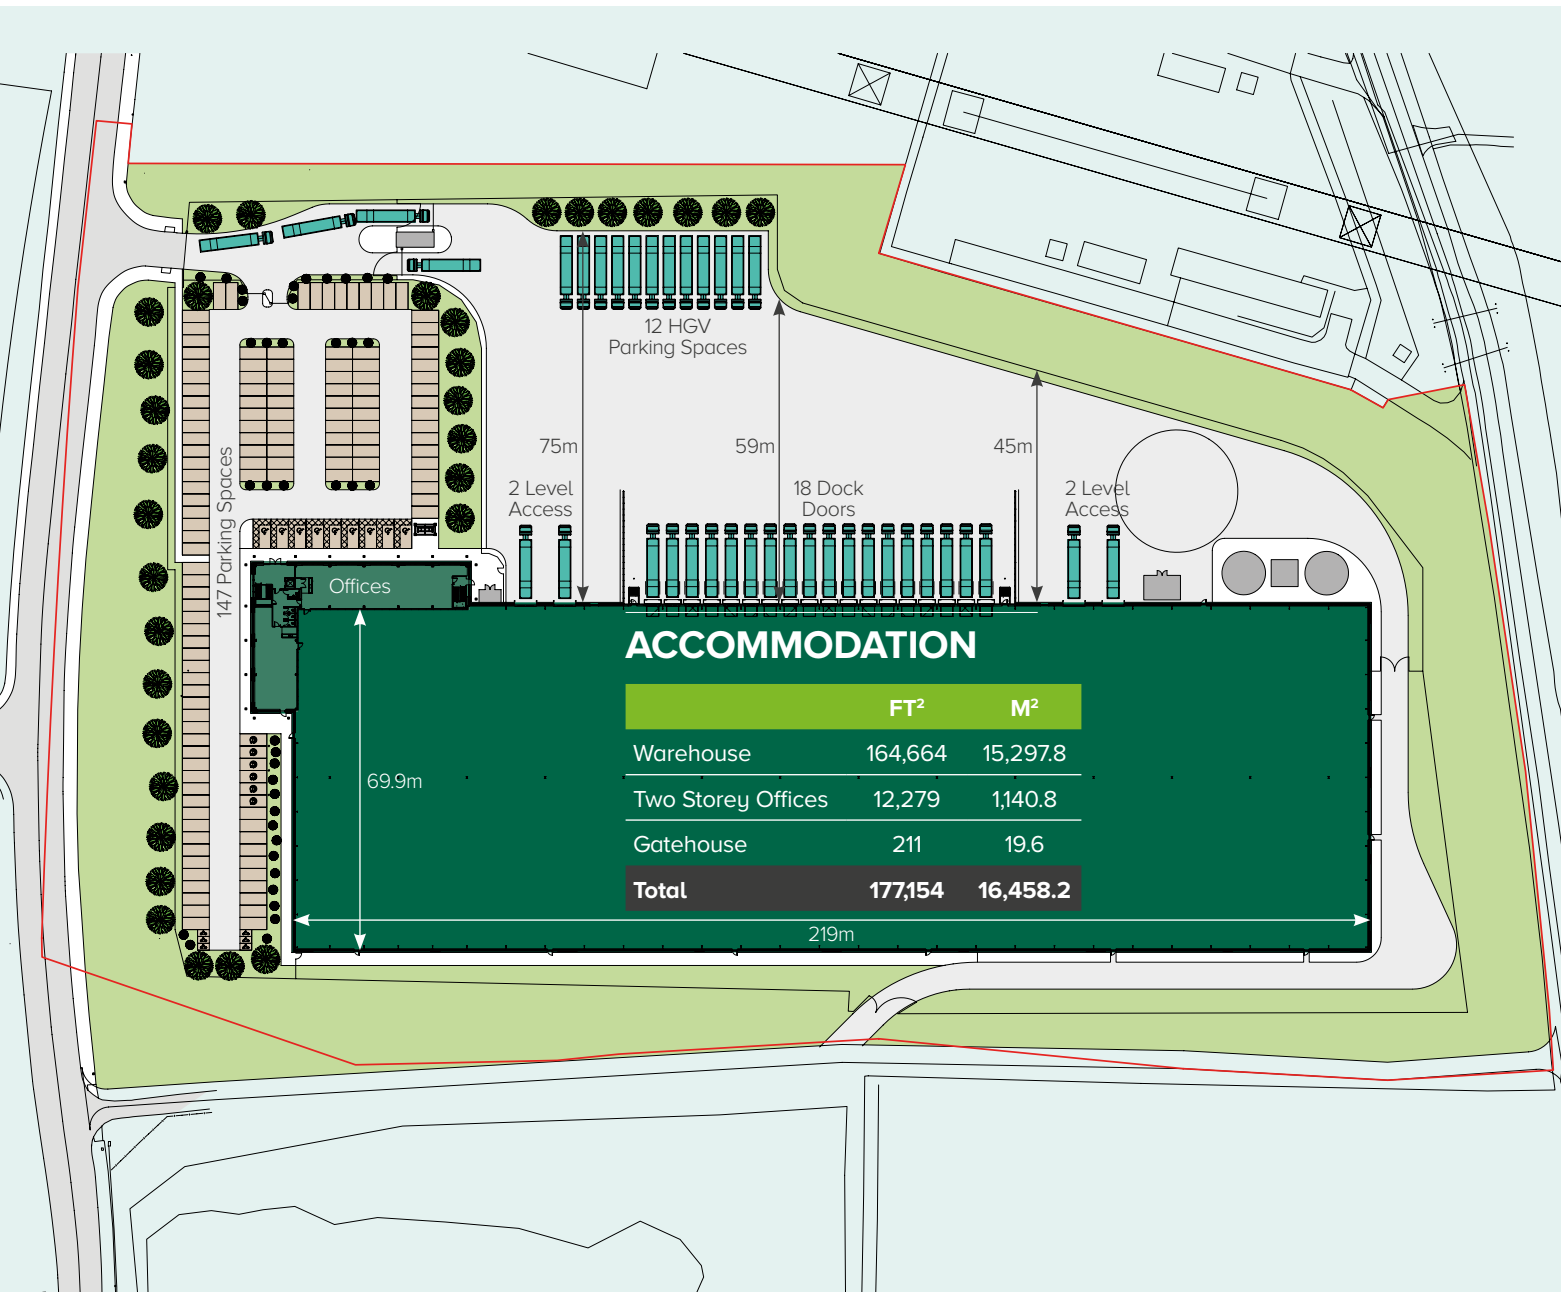 12 HGV
Parking Spaces
75m
59m
45m
147 Parking Spaces
2 Level
Access
18 Dock
Doors
2 Level
Access
Offices
ACCOMMODATION
FT² M²
Warehouse 164,664 15,297.8
69.9m
Two Storey Offices 12,279 1,140.8
Gatehouse 211 19.6
Total 177,154 16,458.2
219m